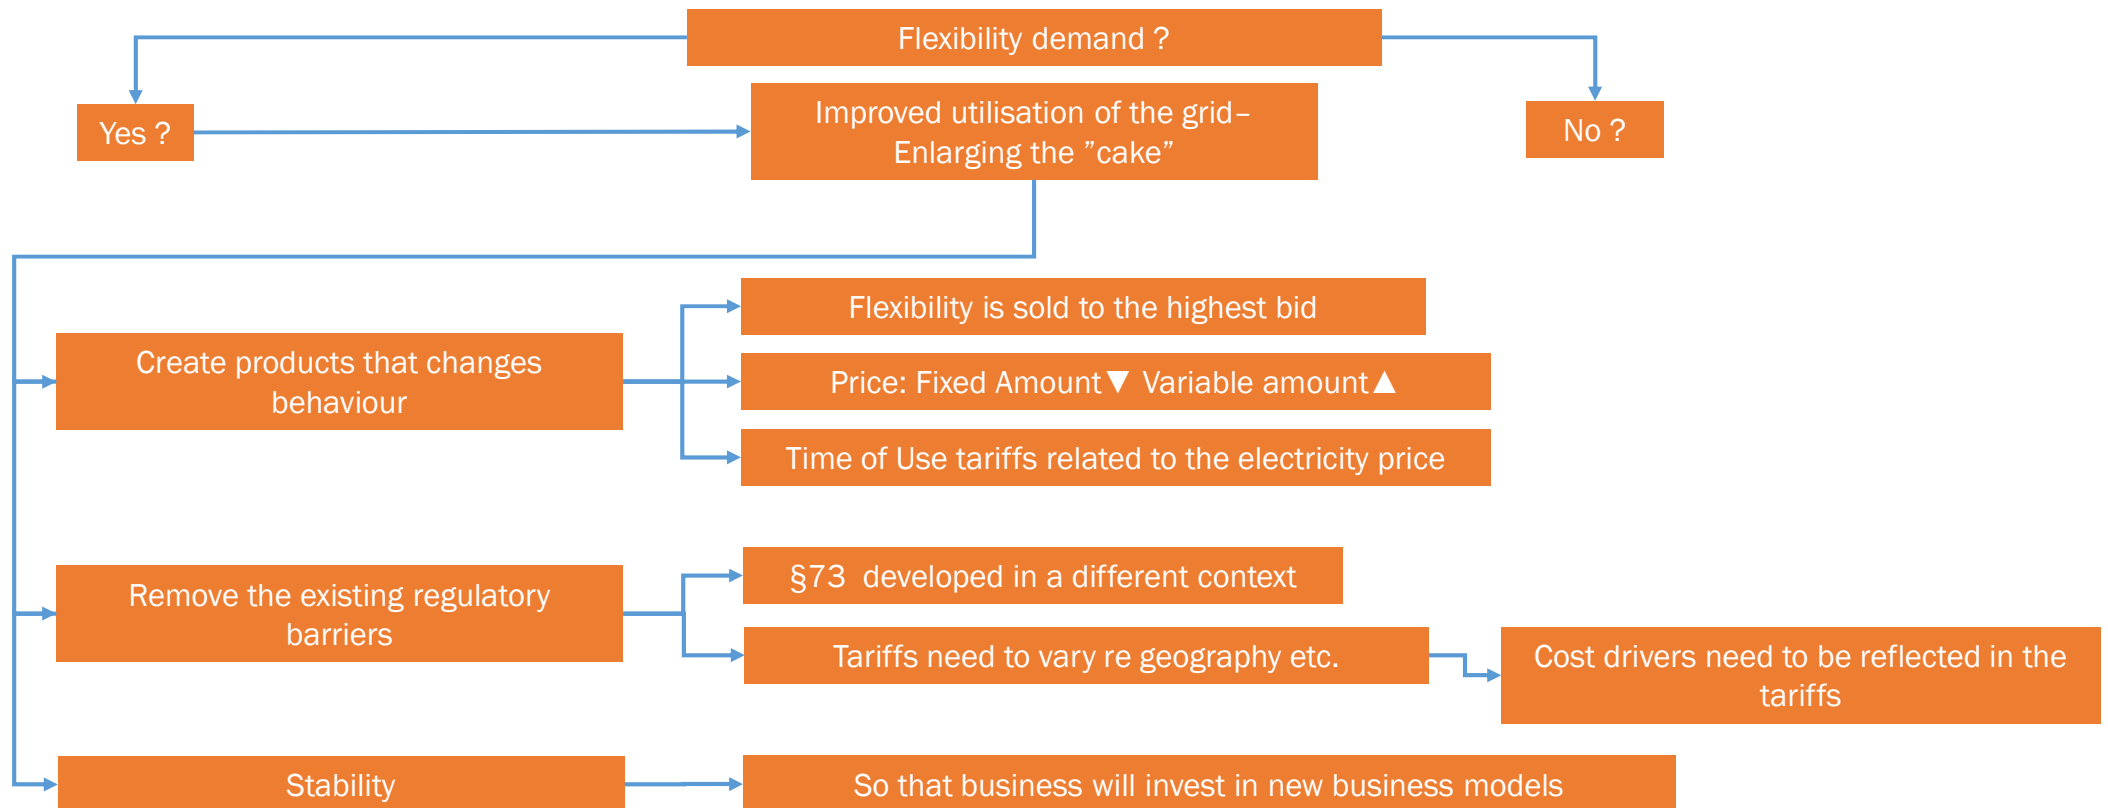 Flexibility demand ?
Yes ?
Improved utilisation of the grid–
Enlarging the ”cake”
No ?
Flexibility is sold to the highest bid
Create products that changes
behaviour
Price: Fixed Amount▼ Variable amount▲
Time of Use tariffs related to the electricity price
§73 developed in a different context
Remove the existing regulatory
barriers
Tariffs need to vary re geography etc.
Cost drivers need to be reflected in the
tariffs
Stability
So that business will invest in new business models